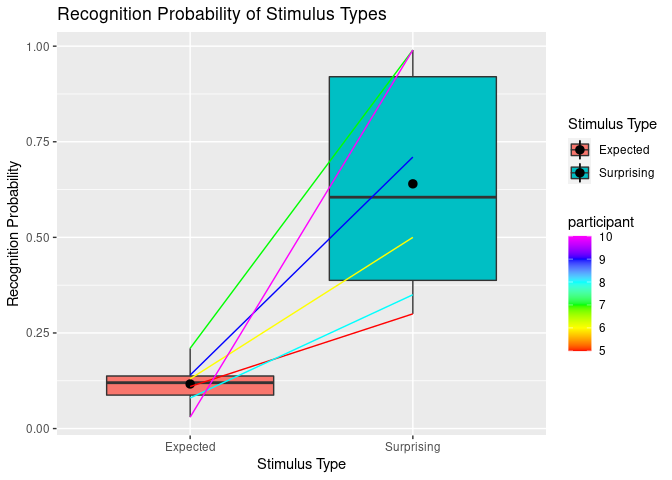 Recognition Probability of Stimulus Types
1.00
0.75
0.50
0.25
0.00
Recognition Probability
Expected
Surprising
Stimulus Type
Stimulus Type
Expected
Surprising
participant
10
9
8
7
6
5